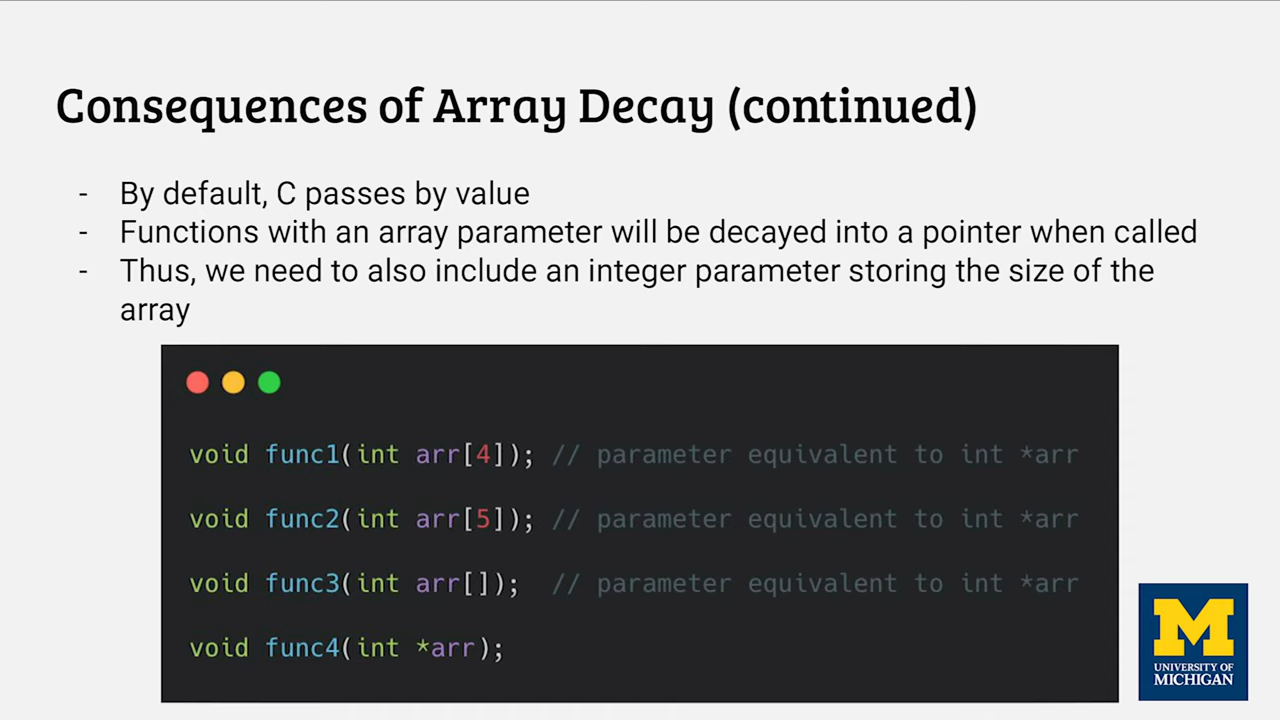 Consequences of Array Decay (continued)
- By default, C passes by value
- Functions with an array parameter will be decayed into a pointer when called
- Thus, we need to also include an integer parameter storing the size of the
array
void func1(int arr[4]); // parameter equivalent to int *arr
void func2(int arr[5]); // parameter equivalent to int *arr
void func3(int arr[]);  // parameter equivalent to int *arr
void func4(int *arr);
M
UNIVERSITY OF
MICHIGAN